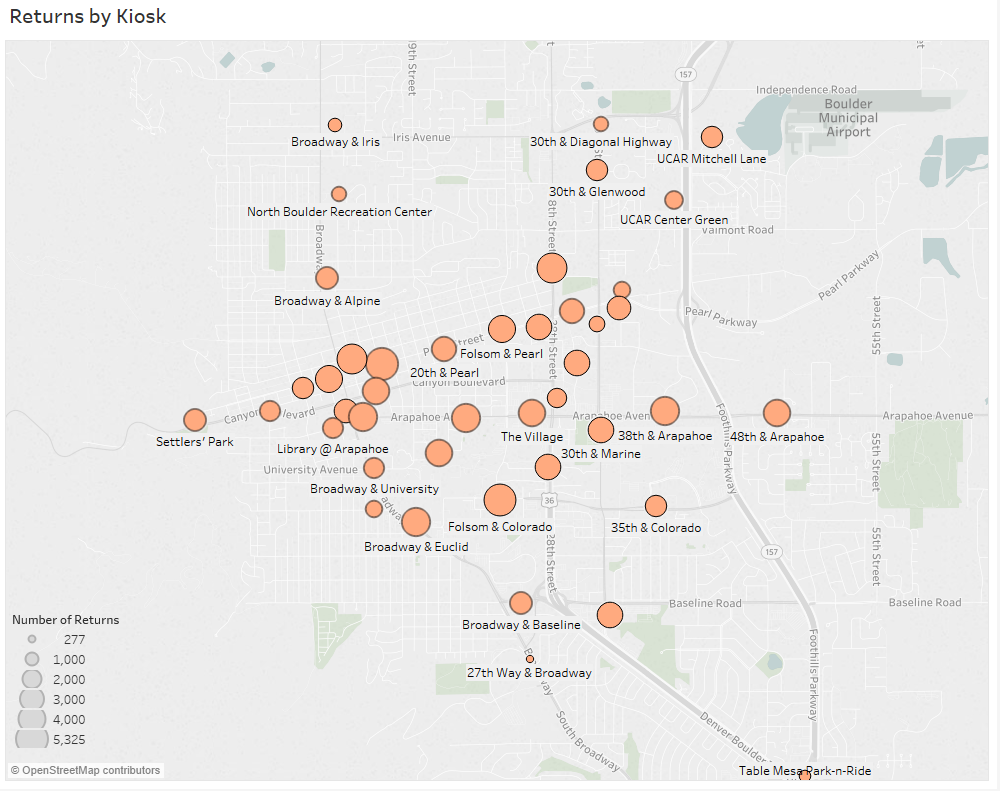 Returns by Kiosk
19th Street
157
Independence Road
Boulder
Municipal
Airport
Broadway & Iris
Iris Avenue
30th & Diagonal Highway
UCAR Mitchell Lane
30th & Glenwood
North Boulder Recreation Center
UCAR Center Green
Valmont Road
Broadway
28th Street
Pearl Parkway
Broadway & Alpine
Pearl Parkway
55th Street
Folsom & Pearl
20th & Pearl
Canyon Boulevard
28th Street
Canyon Boulevard
Settlers' Park
Library @ Arapahoe
Arapahoe A
The Village
Arapahoe Aven
38th & Arapahoe
48th & Arapahoe
Arapahoe Avenue
30th & Marine
University Avenue
Broadway & University
Foothills Parkway
55th Street
36
Folsom & Colorado
35th & Colorado
Broadway & Euclid
28th Street
157
55th Street
Broadway & Baseline
Baseline Road
Baseline Road
27th Way & Broadway
Foothills Parkway
South Broadway
Denver-Boulder
Table Mesa Park-n-Ride
Number of Returns
277
1,000
2,000
3,000
4,000
5,325
© OpenStreetMap contributors